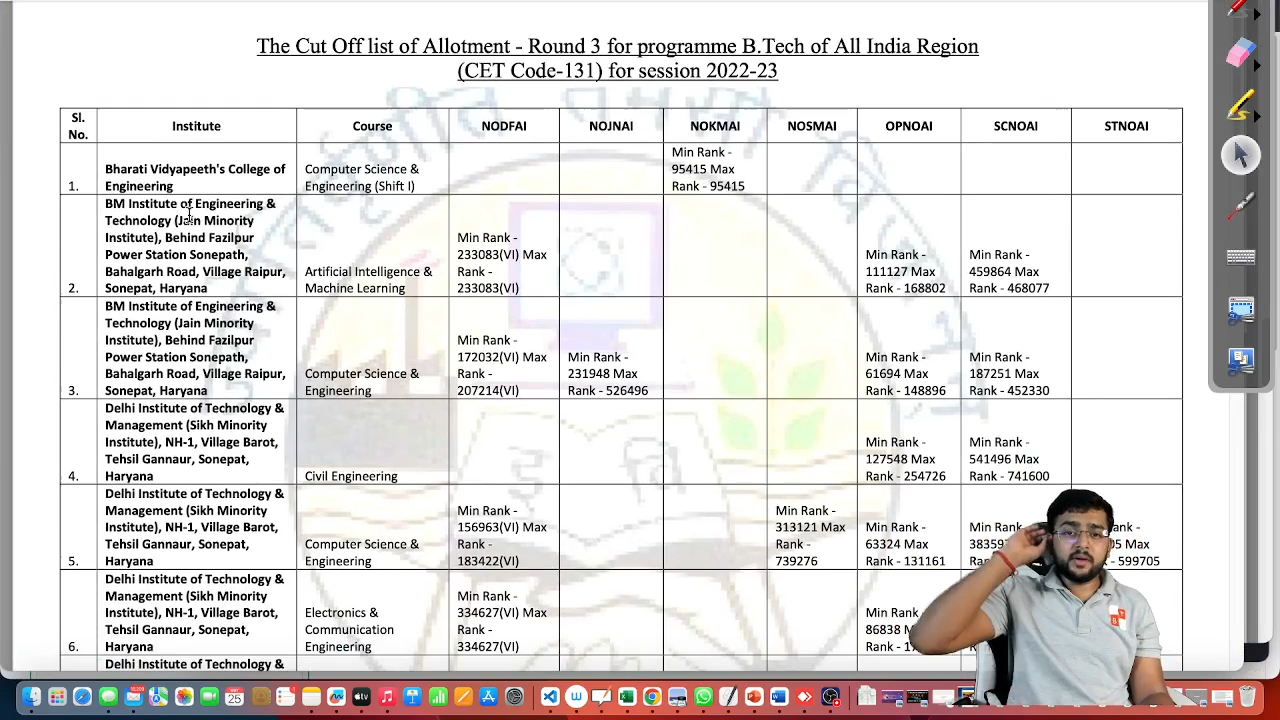 The Cut Off list of Allotment - Round 3 for programme B.Tech of All India Region
(CET Code-131) for session 2022-23
Sl. No. Institute Course NODFAI NOJNAI NOKMAI NOSMAI OPNOAI SCNOAI STNOAI
1.
Bharati Vidyapeeth's College of
Engineering
Computer Science &
Engineering (Shift I)
Min Rank -
95415 Max
Rank - 95415
2.
BM Institute of Engineering &
Technology (Jain Minority
Institute), Behind Fazilpur
Power Station Sonepath,
Bahalgarh Road, Village Raipur,
Sonepat, Haryana
Artificial Intelligence &
Machine Learning
Min Rank -
233083(VI) Max
Rank -
233083(VI)
Min Rank -
111127 Max
Rank - 168802
Min Rank -
459864 Max
Rank - 468077
3.
BM Institute of Engineering &
Technology (Jain Minority
Institute), Behind Fazilpur
Power Station Sonepath,
Bahalgarh Road, Village Raipur,
Sonepat, Haryana
Computer Science &
Engineering
Min Rank -
172032(VI) Max
Rank -
207214(VI)
Min Rank -
231948 Max
Rank - 526496
Min Rank -
61694 Max
Rank - 148896
Min Rank -
187251 Max
Rank - 452330
4.
Delhi Institute of Technology &
Management (Sikh Minority
Institute), NH-1, Village Barot,
Tehsil Gannaur, Sonepat,
Haryana
Civil Engineering
Min Rank -
127548 Max
Rank - 254726
Min Rank -
541496 Max
Rank - 741600
5.
Delhi Institute of Technology &
Management (Sikh Minority
Institute), NH-1, Village Barot,
Tehsil Gannaur, Sonepat,
Haryana
Computer Science &
Engineering
Min Rank -
156963(VI) Max
Rank -
183422(VI)
Min Rank -
313121 Max
Rank -
739276
Min Rank -
63324 Max
Rank - 131161
Min Rank
Rank -
Max
- 599705
6.
Delhi Institute of Technology &
Management (Sikh Minority
Institute), NH-1, Village Barot,
Tehsil Gannaur, Sonepat,
Haryana
Electronics &
Communication
Engineering
Min Rank -
334627(VI) Max
Rank -
334627(VI)
Min Rank
86838
Rank
Delhi Institute of Technology &